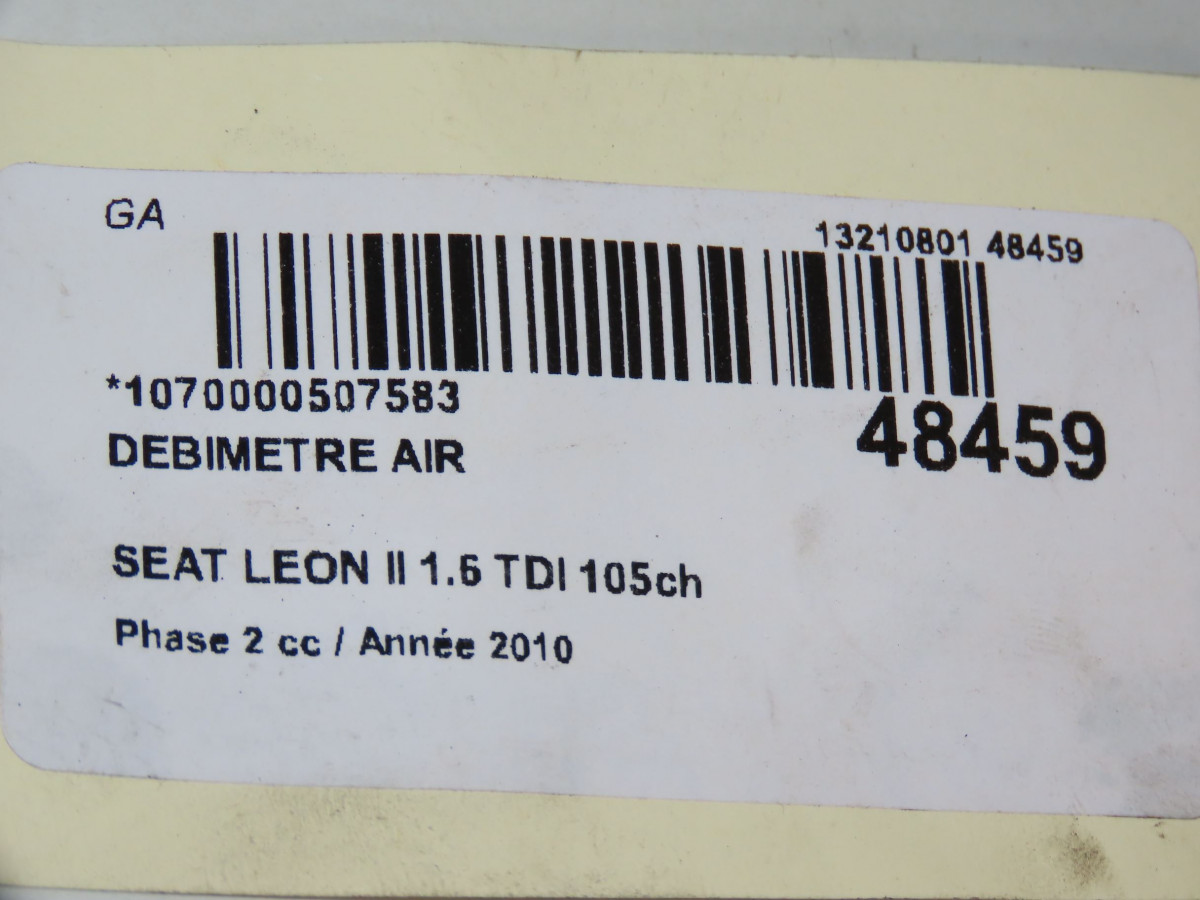 GA
13210801 48459
*1070000507583
48459
DEBIMETRE AIR
SEAT LEON II 1.6 TDI 105ch
Phase 2 cc / Année 2010